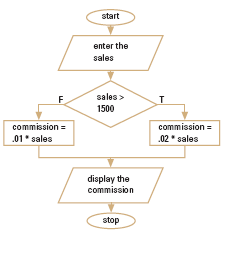 start
enter the
sales
sales >
1500
F
T
commission =
.01 * sales
commission =
.02 * sales
display the
commission
stop